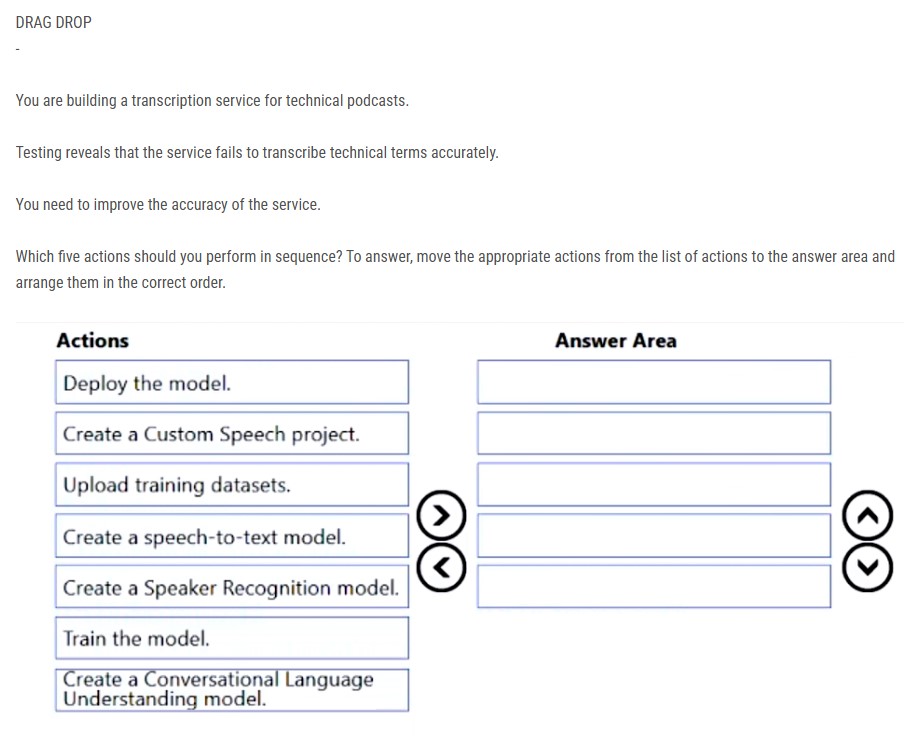 DRAG DROP
-
You are building a transcription service for technical podcasts.
Testing reveals that the service fails to transcribe technical terms accurately.
You need to improve the accuracy of the service.
Which five actions should you perform in sequence? To answer, move the appropriate actions from the list of actions to the answer area and
arrange them in the correct order.
Actions
Answer Area
Deploy the model.
Create a Custom Speech project.
Upload training datasets.
Create a speech-to-text model.
Create a Speaker Recognition model.
Train the model.
Create a Conversational Language
Understanding model.